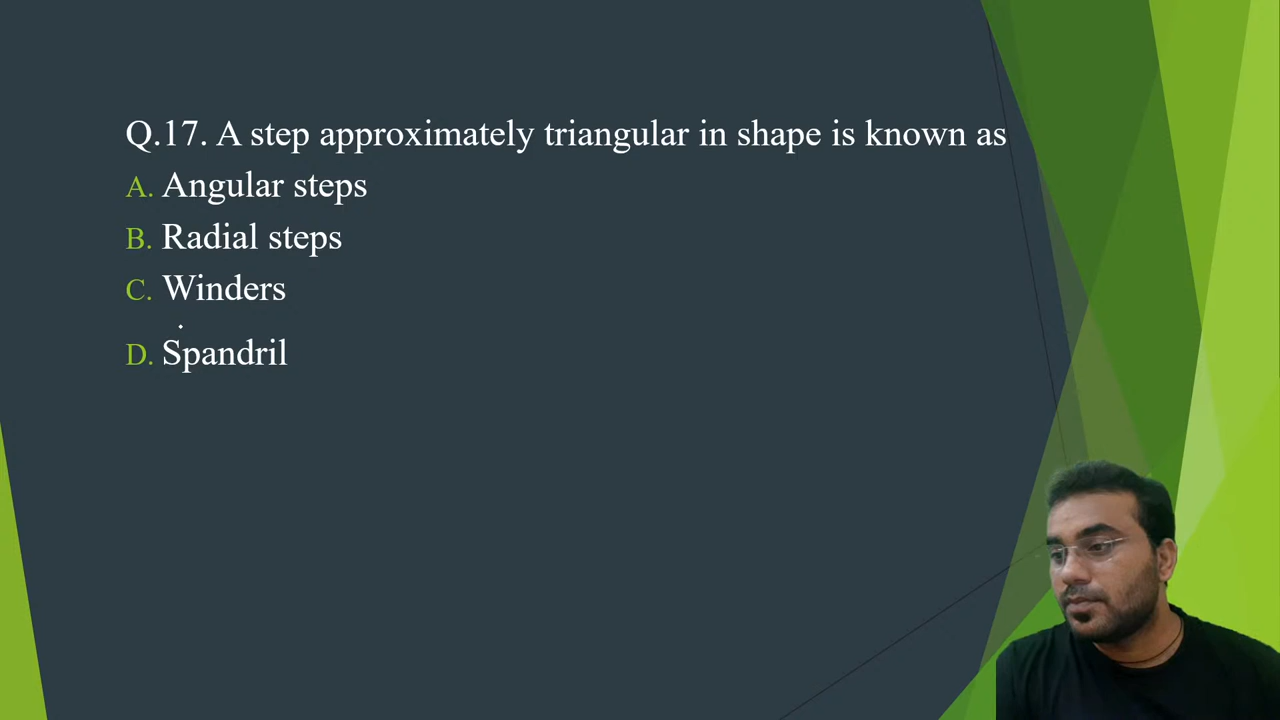 Q.17. A step approximately triangular in shape is known as
A. Angular steps
B. Radial steps
C. Winders
D. Spandril